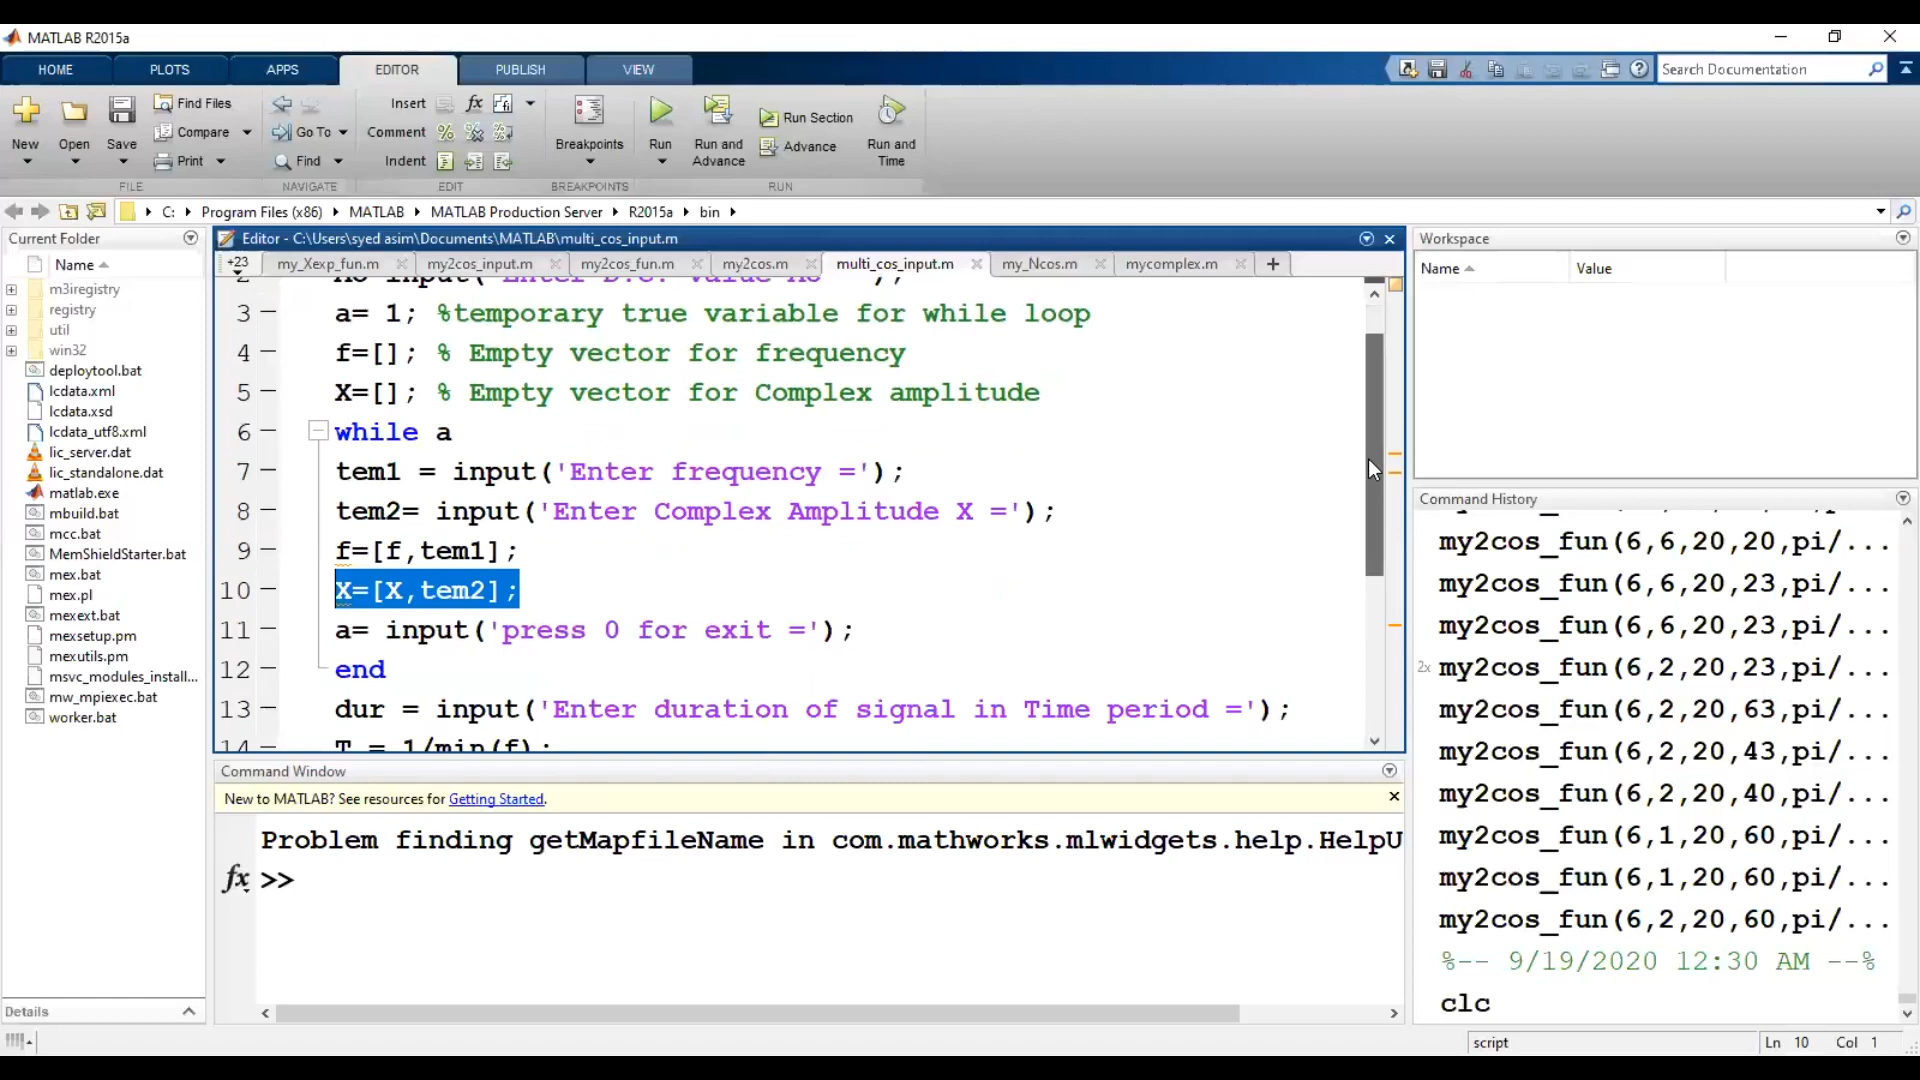 MATLAB R2015a
HOME PLOTS APPS EDITOR PUBLISH VIEW
Search Documentation
New Open Save
Find Files
Compare
Print
Go To
Find
Insert fx
Comment
Indent
Breakpoints
Run
Run and Advance
Run Section
Advance
Run and Time
FILE NAVIGATE EDIT BREAKPOINTS RUN
C: Program Files (x86) MATLAB MATLAB Production Server R2015a bin
Current Folder
Name
m3iregistry
registry
util
win32
deploytool.bat
lcdata.xml
lcdata.xsd
lcdata_utf8.xml
lic_server.dat
lic_standalone.dat
matlab.exe
mbuild.bat
mcc.bat
MemShieldStarter.bat
mex.bat
mex.pl
mexext.bat
mexsetup.pm
mexutils.pm
msvc_modules_install...
mw_mpiexec.bat
worker.bat
Details
Editor - C:\Users\syed asim\Documents\MATLAB\multi_cos_input.m
+23 my_Xexp_fun.m my2cos_input.m my2cos_fun.m my2cos.m multi_cos_input.m my_Ncos.m mycomplex.m
3 a= 1; %temporary true variable for while loop
4 f=[]; % Empty vector for frequency
5 X=[]; % Empty vector for Complex amplitude
6 while a
7 tem1 = input('Enter frequency =');
8 tem2= input('Enter Complex Amplitude X =');
9 f=[f,tem1];
10 X=[X,tem2];
11 a= input('press 0 for exit =');
12 end
13 dur = input('Enter duration of signal in Time period =');
14 T = 1/min(f);
Command Window
New to MATLAB? See resources for Getting Started.
Problem finding getMapfileName in com.mathworks.mlwidgets.help.HelpU
fx >>
Workspace
Name Value
Command History
my2cos_fun(6,6,20,20,pi/...
my2cos_fun(6,6,20,23,pi/...
my2cos_fun(6,6,20,23,pi/...
2x my2cos_fun(6,2,20,23,pi/...
my2cos_fun(6,2,20,63,pi/...
my2cos_fun(6,2,20,43,pi/...
my2cos_fun(6,2,20,40,pi/...
my2cos_fun(6,1,20,60,pi/...
my2cos_fun(6,1,20,60,pi/...
my2cos_fun(6,2,20,60,pi/...
%-- 9/19/2020 12:30 AM --%
clc
script Ln 10 Col 1